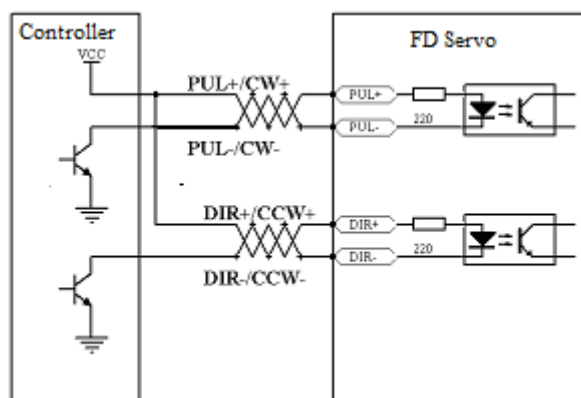 Controller
FD Servo
VCC
PUL+/CW+
PUL+
PUL-
220
PUL-/CW-
DIR+/CCW+
DIR+
DIR-
220
DIR-/CCW-